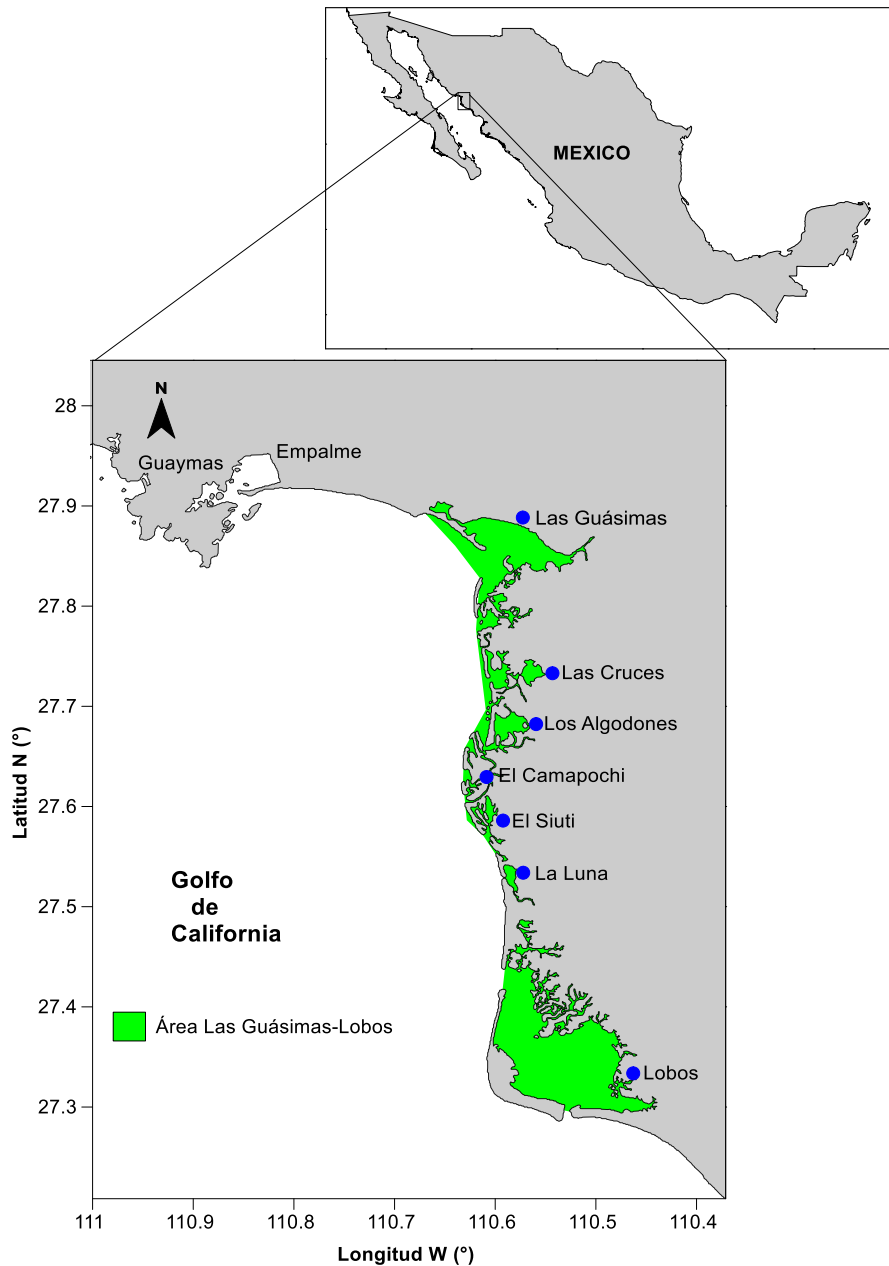 MEXICO
N
28
Empalme
Guaymas
27.9
Las Guásimas
27.8
Las Cruces
27.7
Los Algodones
El Camapochi
27.6
El Siuti
La Luna
Golfo
de
California
27.5
27.4
Área Las Guásimas-Lobos
Lobos
27.3
Latitud N (°)
111 110.9 110.8 110.7 110.6 110.5 110.4
Longitud W (°)